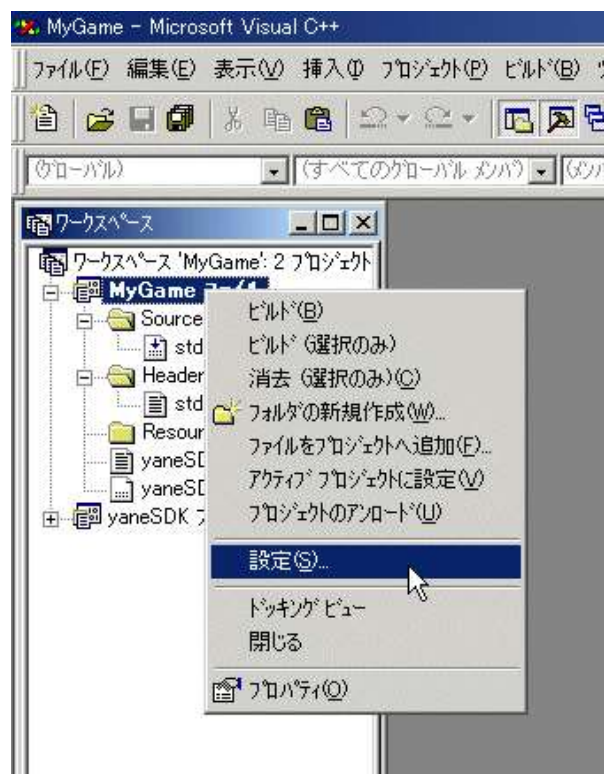 MyGame - Microsoft Visual C++
ﾌｧｲﾙ(F) 編集(E) 表示(V) 挿入(I) ﾌﾟﾛｼﾞｪｸﾄ(P) ﾋﾞﾙﾄﾞ(B)
(ｸﾞﾛｰﾊﾞﾙ) (すべてのｸﾞﾛｰﾊﾞﾙ ﾒﾝﾊﾞ)
ﾜｰｸｽﾍﾟｰｽ
ﾜｰｸｽﾍﾟｰｽ 'MyGame': 2 ﾌﾟﾛｼﾞｪｸﾄ
MyGame
Source
std
Header
std
Resour
yaneSD
yaneSD
yaneSDK
ﾋﾞﾙﾄﾞ(B)
ﾋﾞﾙﾄﾞ (選択のみ)
消去 (選択のみ)(C)
ﾌｫﾙﾀﾞの新規作成(W)...
ﾌｧｲﾙをﾌﾟﾛｼﾞｪｸﾄへ追加(F)...
ｱｸﾃｨﾌﾞ ﾌﾟﾛｼﾞｪｸﾄに設定(V)
ﾌﾟﾛｼﾞｪｸﾄのｱﾝﾛｰﾄﾞ(U)
設定(S)...
ﾄﾞｯｷﾝｸﾞ ﾋﾞｭｰ
閉じる
ﾌﾟﾛﾊﾟﾃｨ(O)